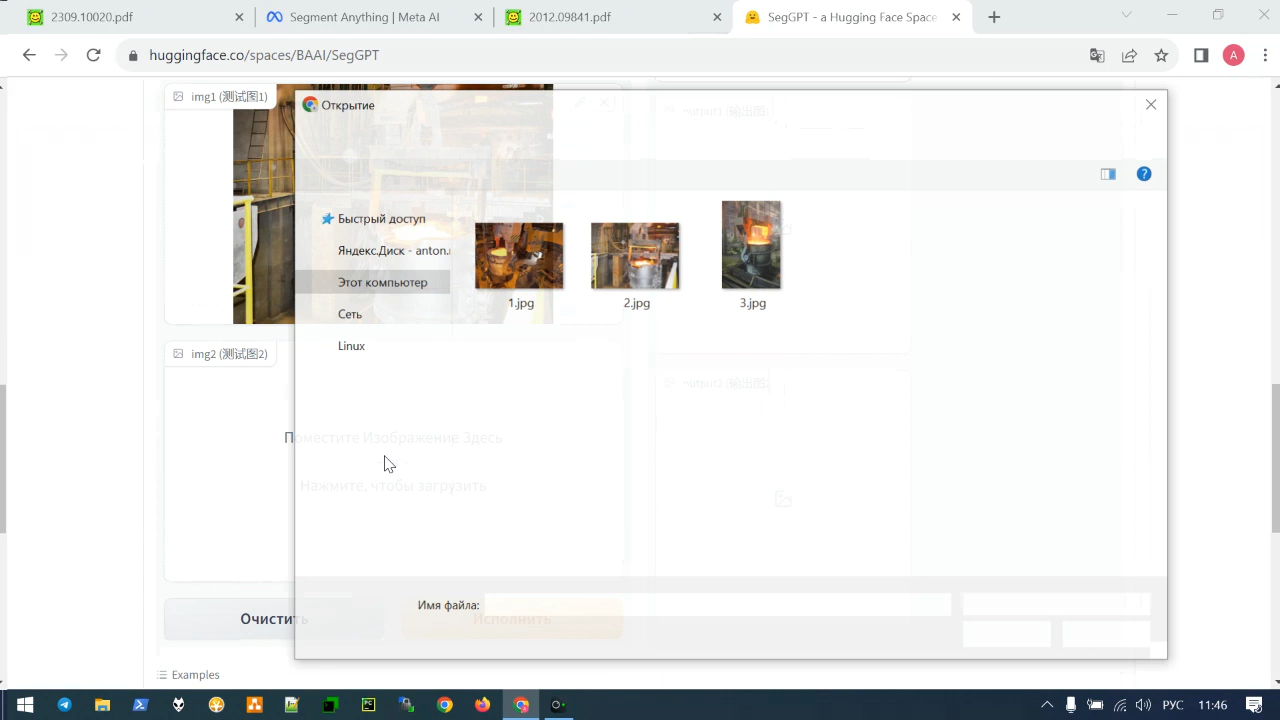 2309.10020.pdf
Segment Anything | Meta AI
2012.09841.pdf
SegGPT - a Hugging Face Space
huggingface.co/spaces/BAAI/SegGPT
A
img1 (测试图1)
Открытие
Быстрый доступ
Яндекс.Диск - anton.
Этот компьютер
Сеть
Linux
1.jpg
2.jpg
3.jpg
img2 (测试图2)
Поместите Изображение Здесь
Нажмите, чтобы загрузить
Имя файла:
Очистить
Исполнить
Examples
РУС
11:46